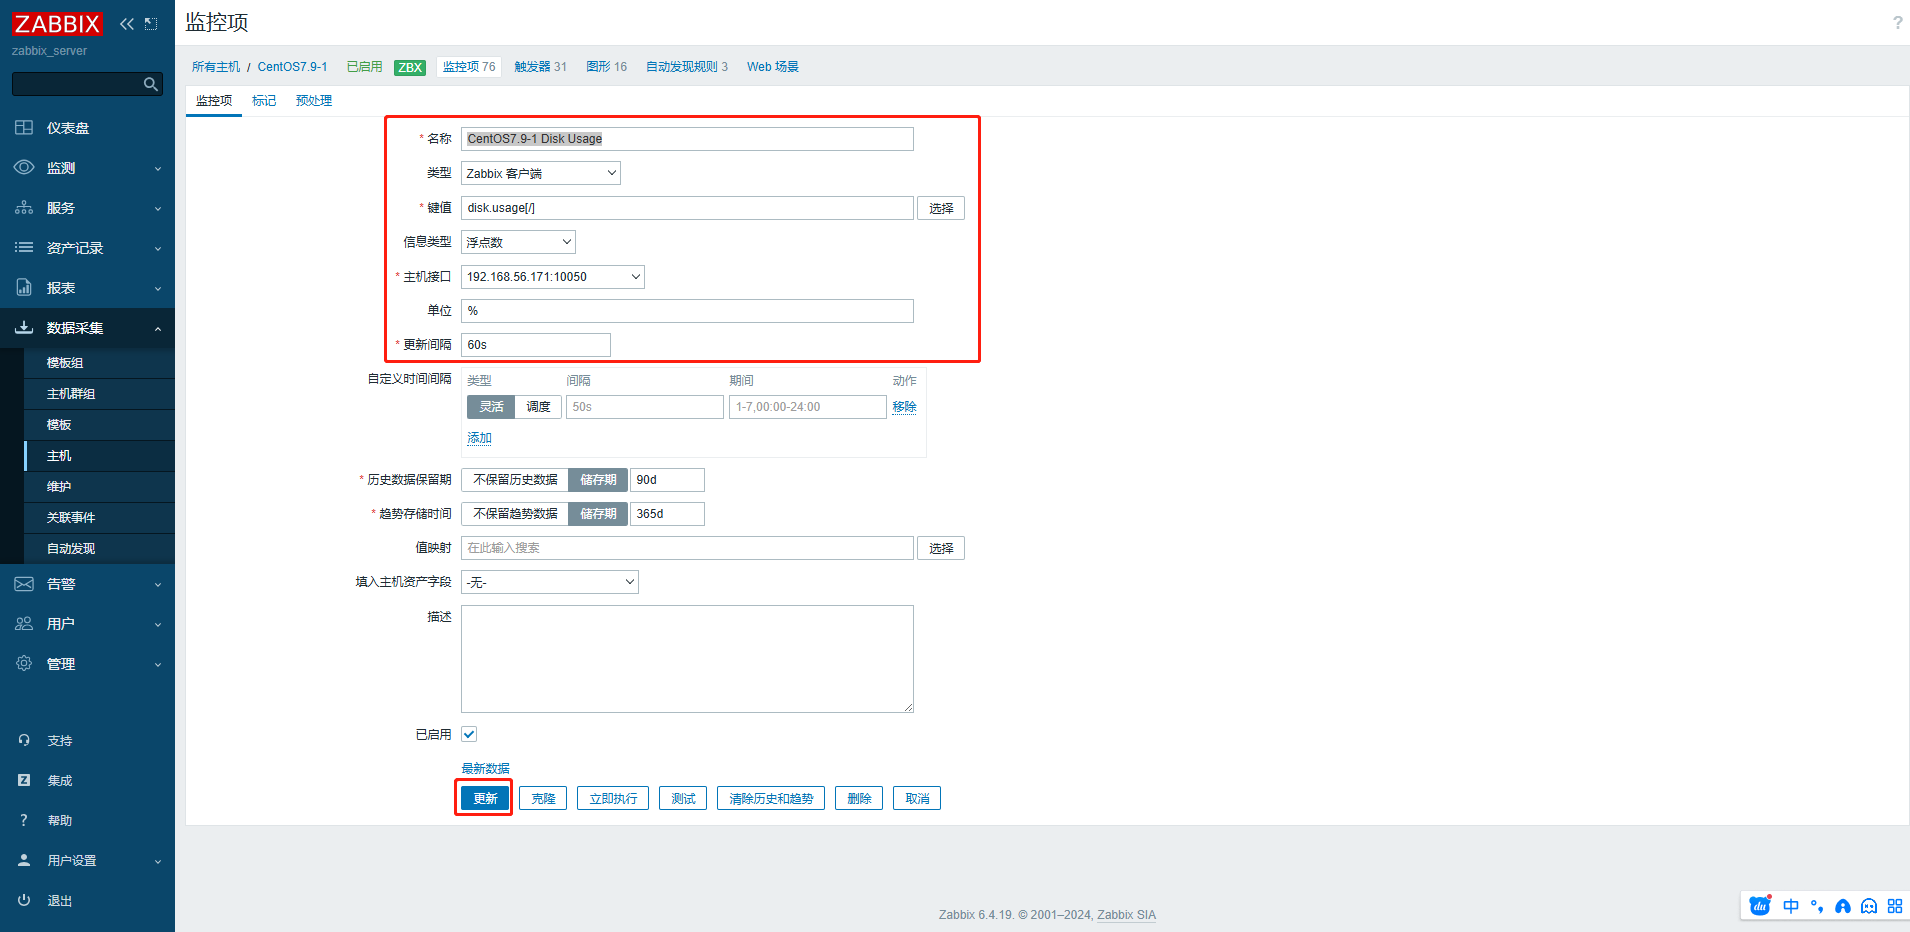 ZABBIX
zabbix_server
仪表盘
监测
服务
资产记录
报表
数据采集
模板组
主机群组
模板
主机
维护
关联事件
自动发现
告警
用户
管理
支持
Z 集成
? 帮助
用户设置
退出
监控项
?
所有主机 / CentOS7.9-1 已启用 ZBX 监控项 76 触发器 31 图形 16 自动发现规则 3 Web 场景
监控项 标记 预处理
* 名称 CentOS7.9-1 Disk Usage
类型 Zabbix 客户端
* 键值 disk.usage[/] 选择
信息类型 浮点数
* 主机接口 192.168.56.171:10050
单位 %
* 更新间隔 60s
自定义时间间隔 类型 间隔 期间 动作
灵活 调度 50s 1-7,00:00-24:00 移除
添加
* 历史数据保留期 不保留历史数据 储存期 90d
* 趋势存储时间 不保留趋势数据 储存期 365d
值映射 在此输入搜索 选择
填入主机资产字段 -无-
描述
已启用
最新数据
更新 克隆 立即执行 测试 清除历史和趋势 删除 取消
Zabbix 6.4.19. © 2001–2024, Zabbix SIA
du 中